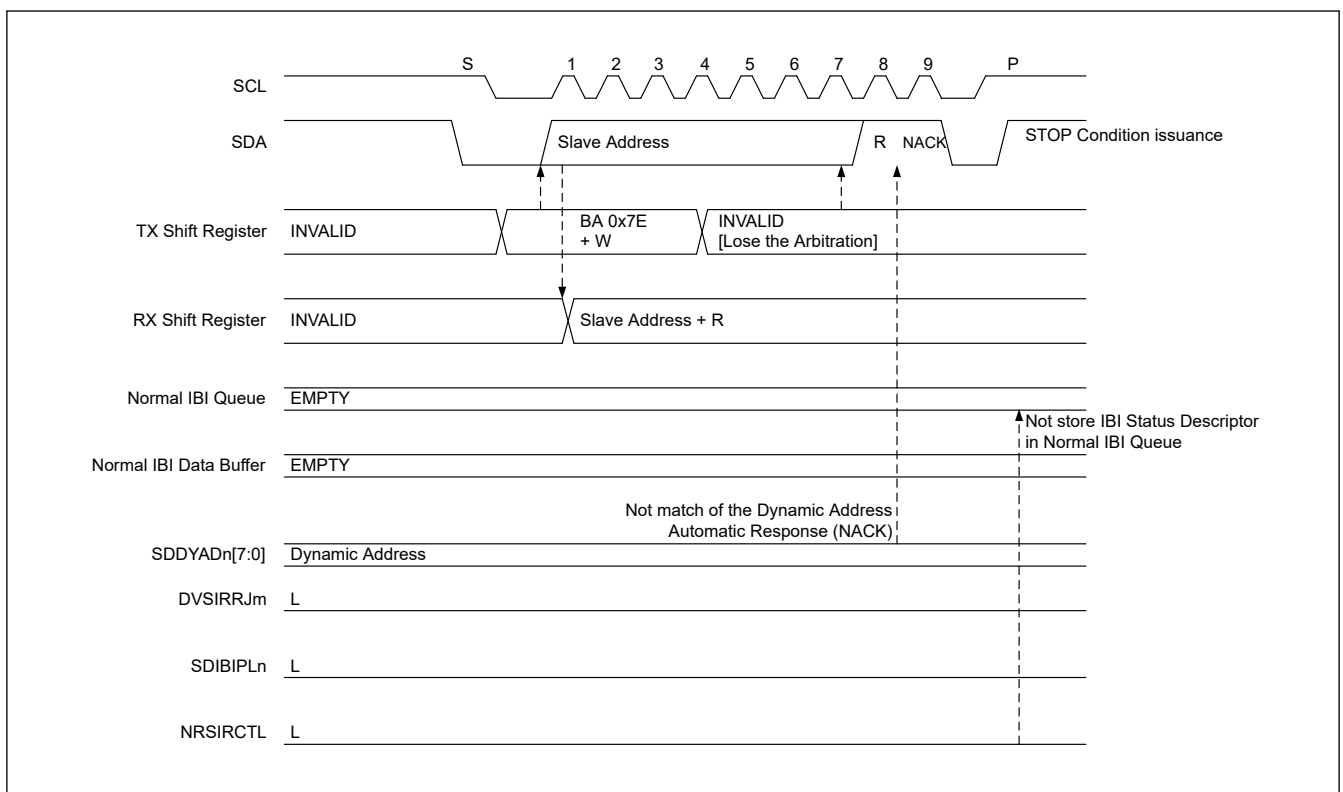 S 1 2 3 4 5 6 7 8 9 P
SCL
SDA Slave Address R NACK STOP Condition issuance
TX Shift Register INVALID BA 0x7E
+ W INVALID
[Lose the Arbitration]
RX Shift Register INVALID Slave Address + R
Normal IBI Queue EMPTY
Not store IBI Status Descriptor
in Normal IBI Queue
Normal IBI Data Buffer EMPTY
Not match of the Dynamic Address
Automatic Response (NACK)
SDDYADn[7:0] Dynamic Address
DVSIRRJm L
SDIBIPLn L
NRSIRCTL L